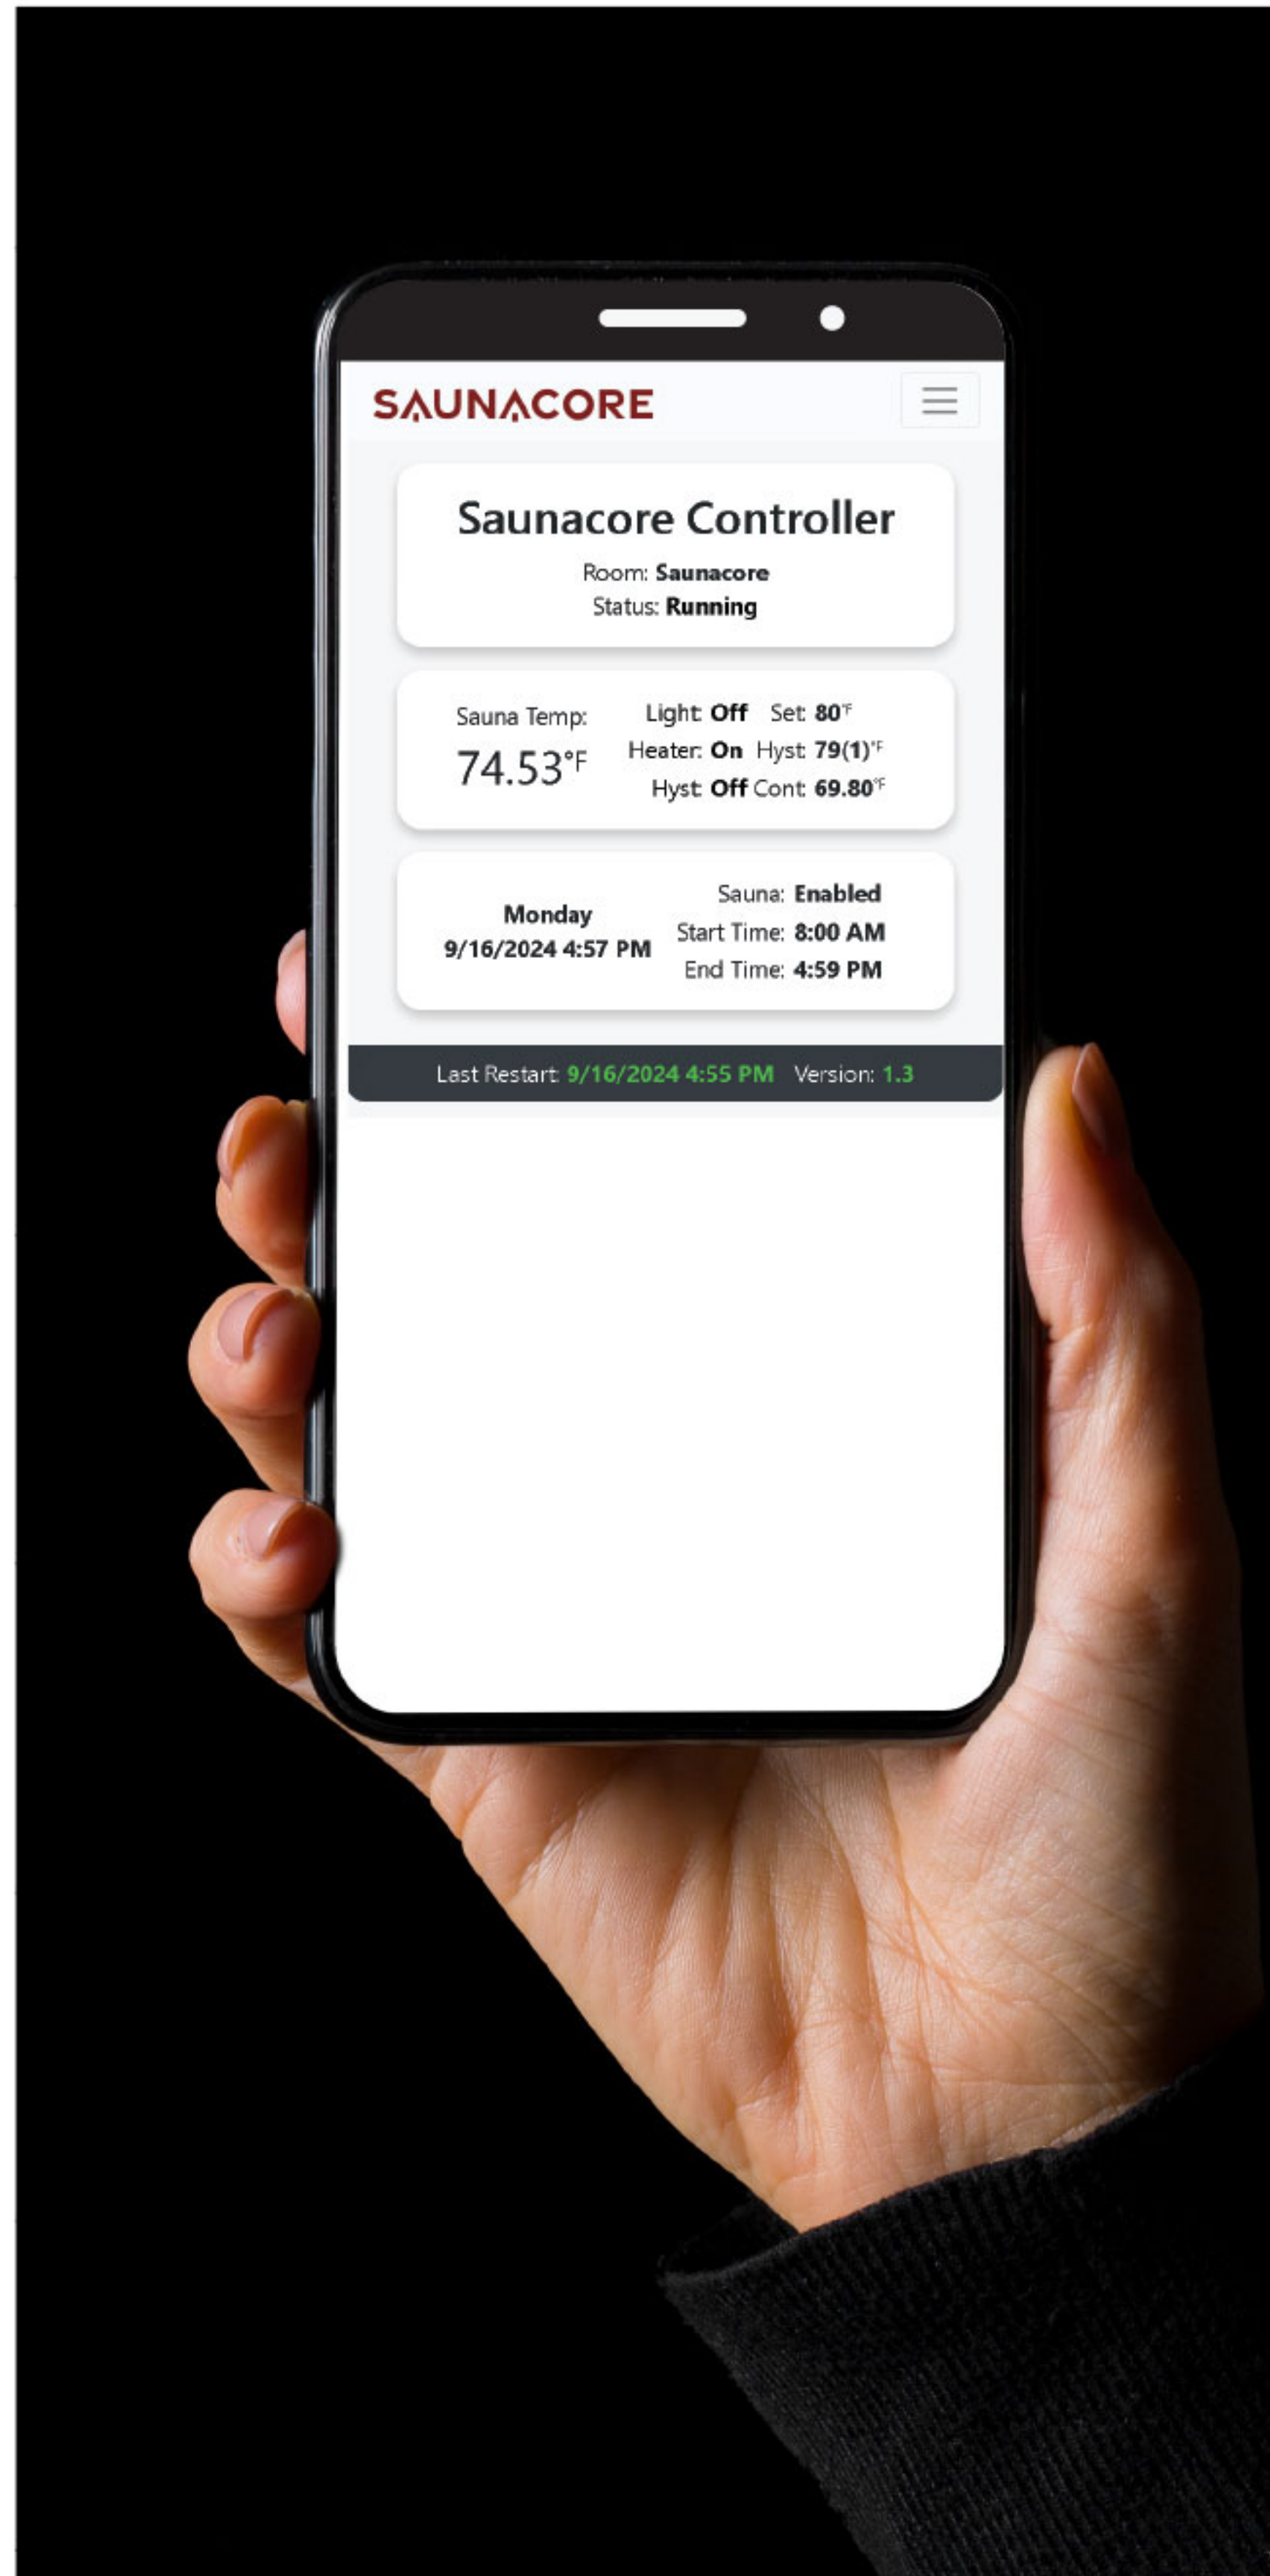 SAUNACORE
Saunacore Controller
Room: Saunacore
Status: Running
Sauna Temp:
74.53°F
Light: Off Set: 80°F
Heater: On Hyst: 79(1)°F
Hyst: Off Cont: 69.80°F
Monday
9/16/2024 4:57 PM
Sauna: Enabled
Start Time: 8:00 AM
End Time: 4:59 PM
Last Restart: 9/16/2024 4:55 PM Version: 1.3